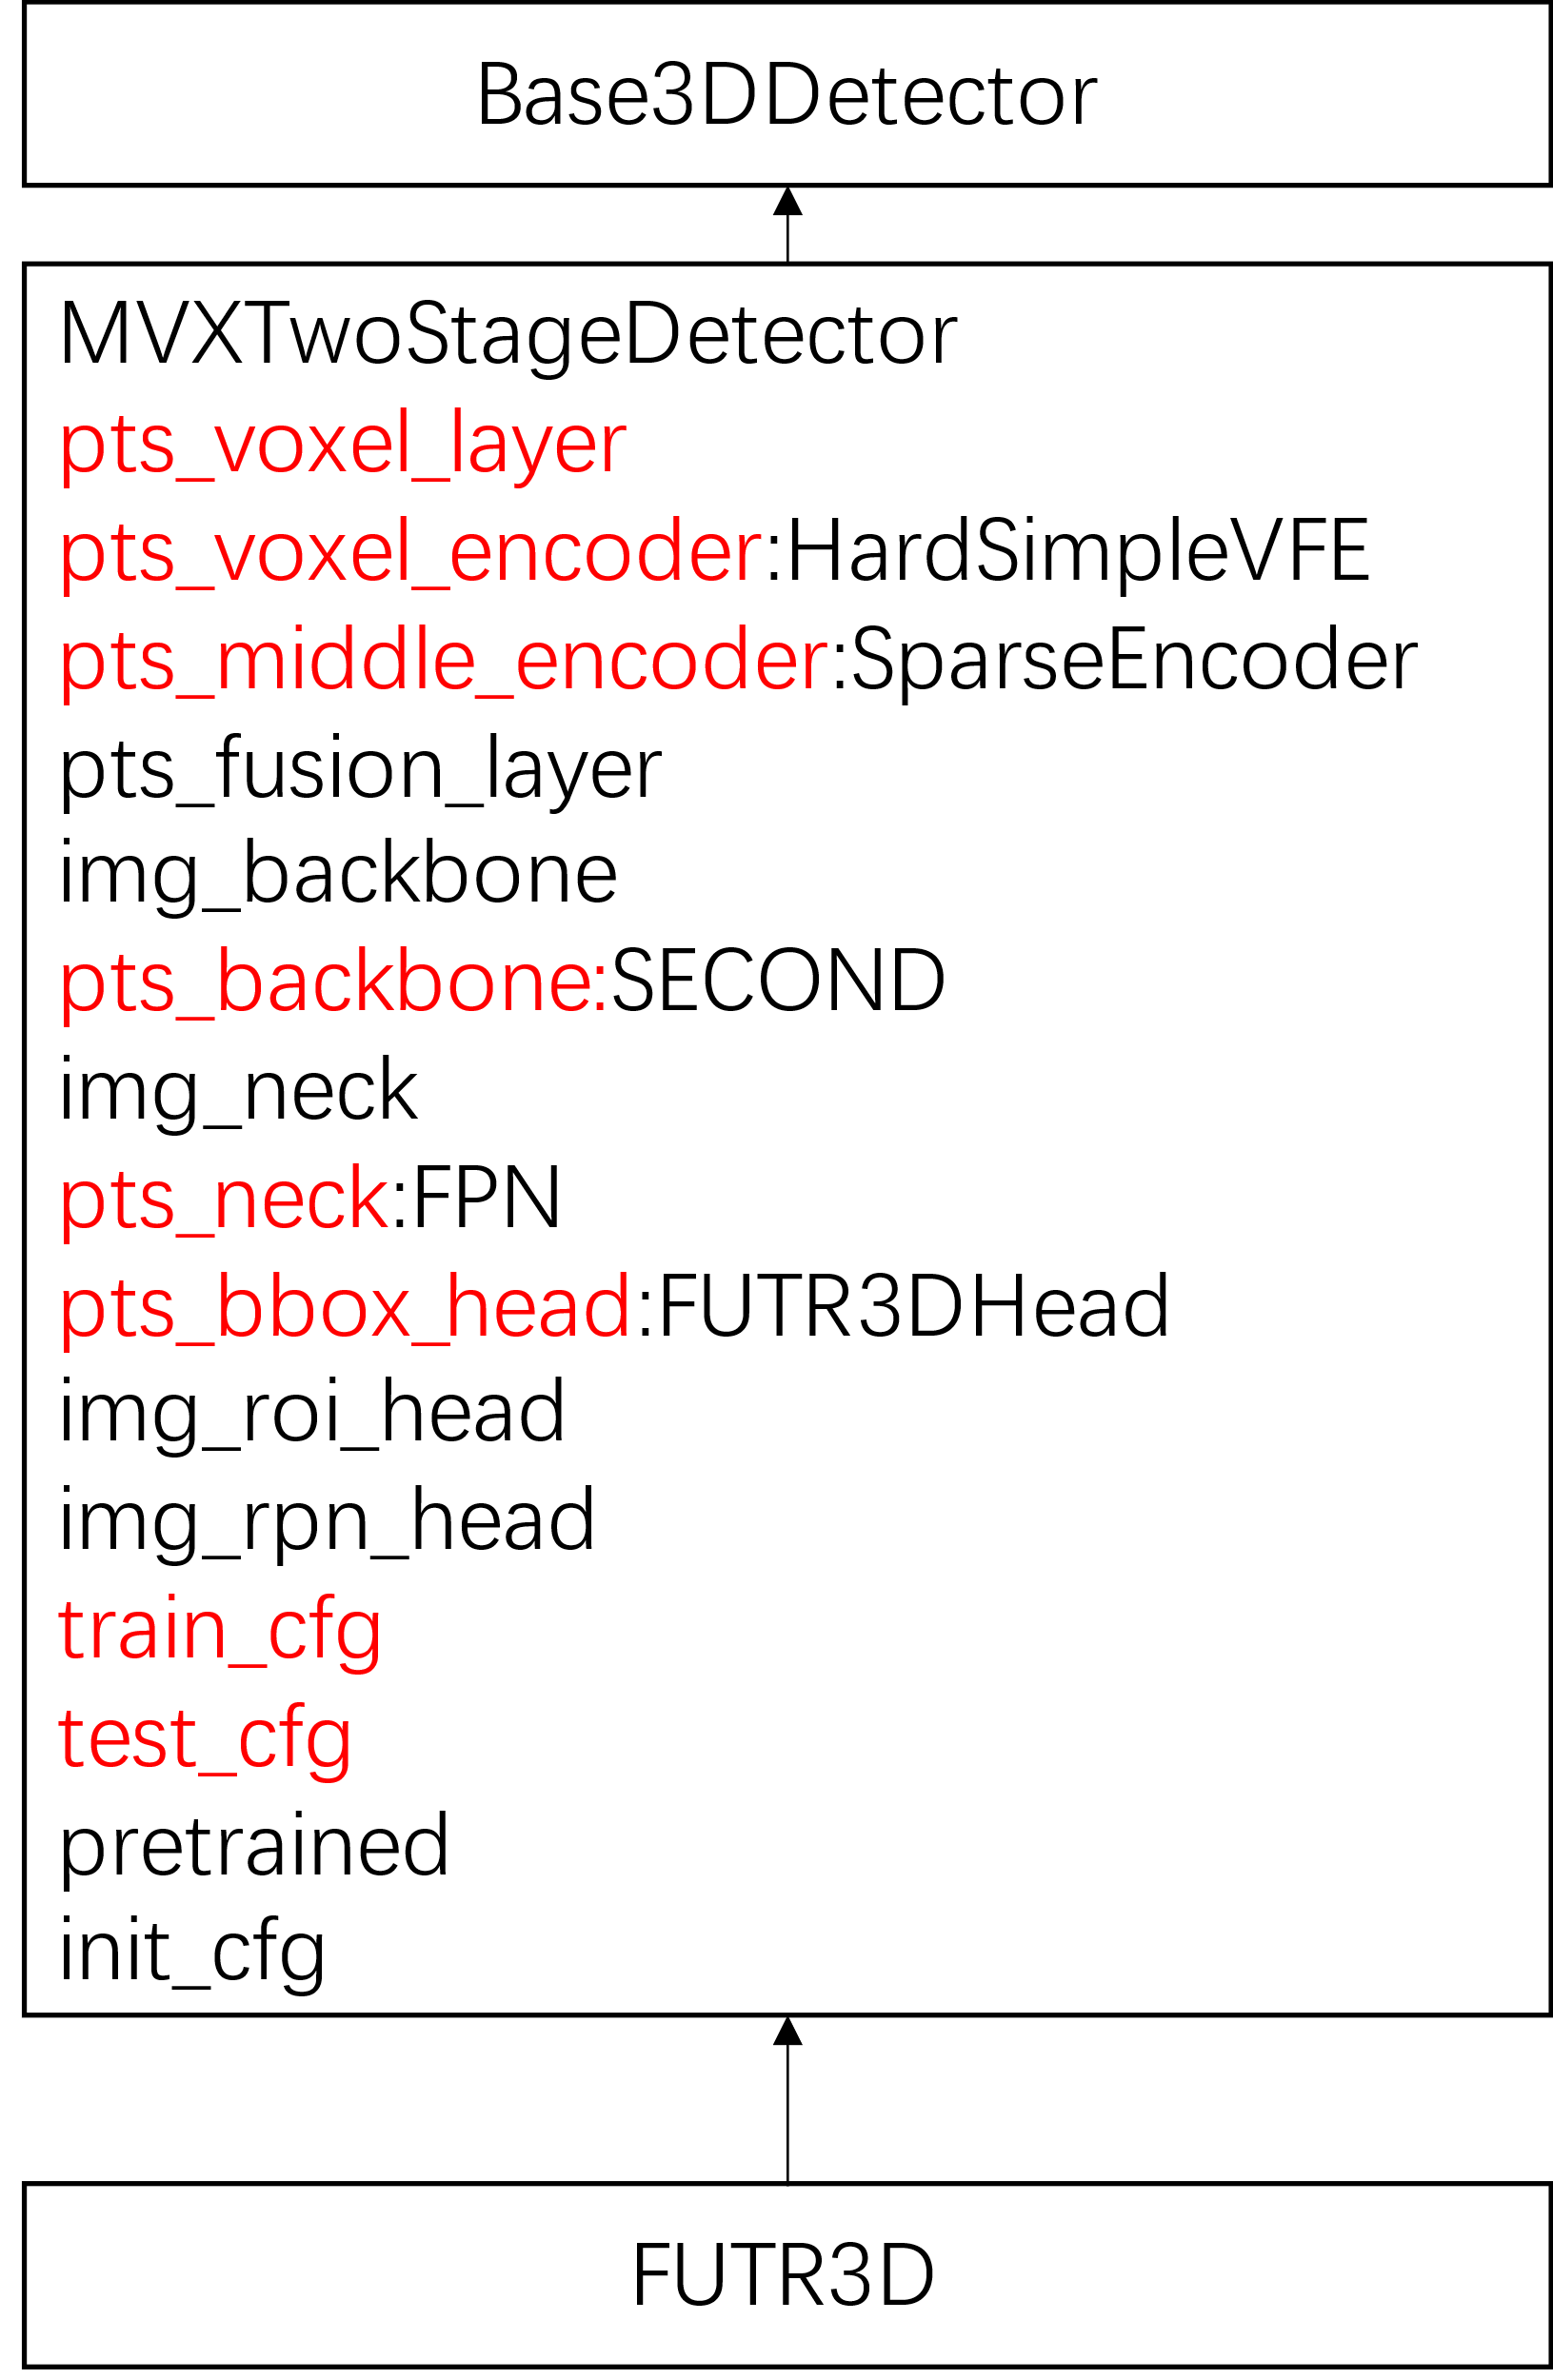 Base3DDetector
MVXTwoStageDetector
pts_voxel_layer
pts_voxel_encoder:HardSimpleVFE
pts_middle_encoder:SparseEncoder
pts_fusion_layer
img_backbone
pts_backbone:SECOND
img_neck
pts_neck:FPN
pts_bbox_head:FUTR3DHead
img_roi_head
img_rpn_head
train_cfg
test_cfg
pretrained
init_cfg
FUTR3D